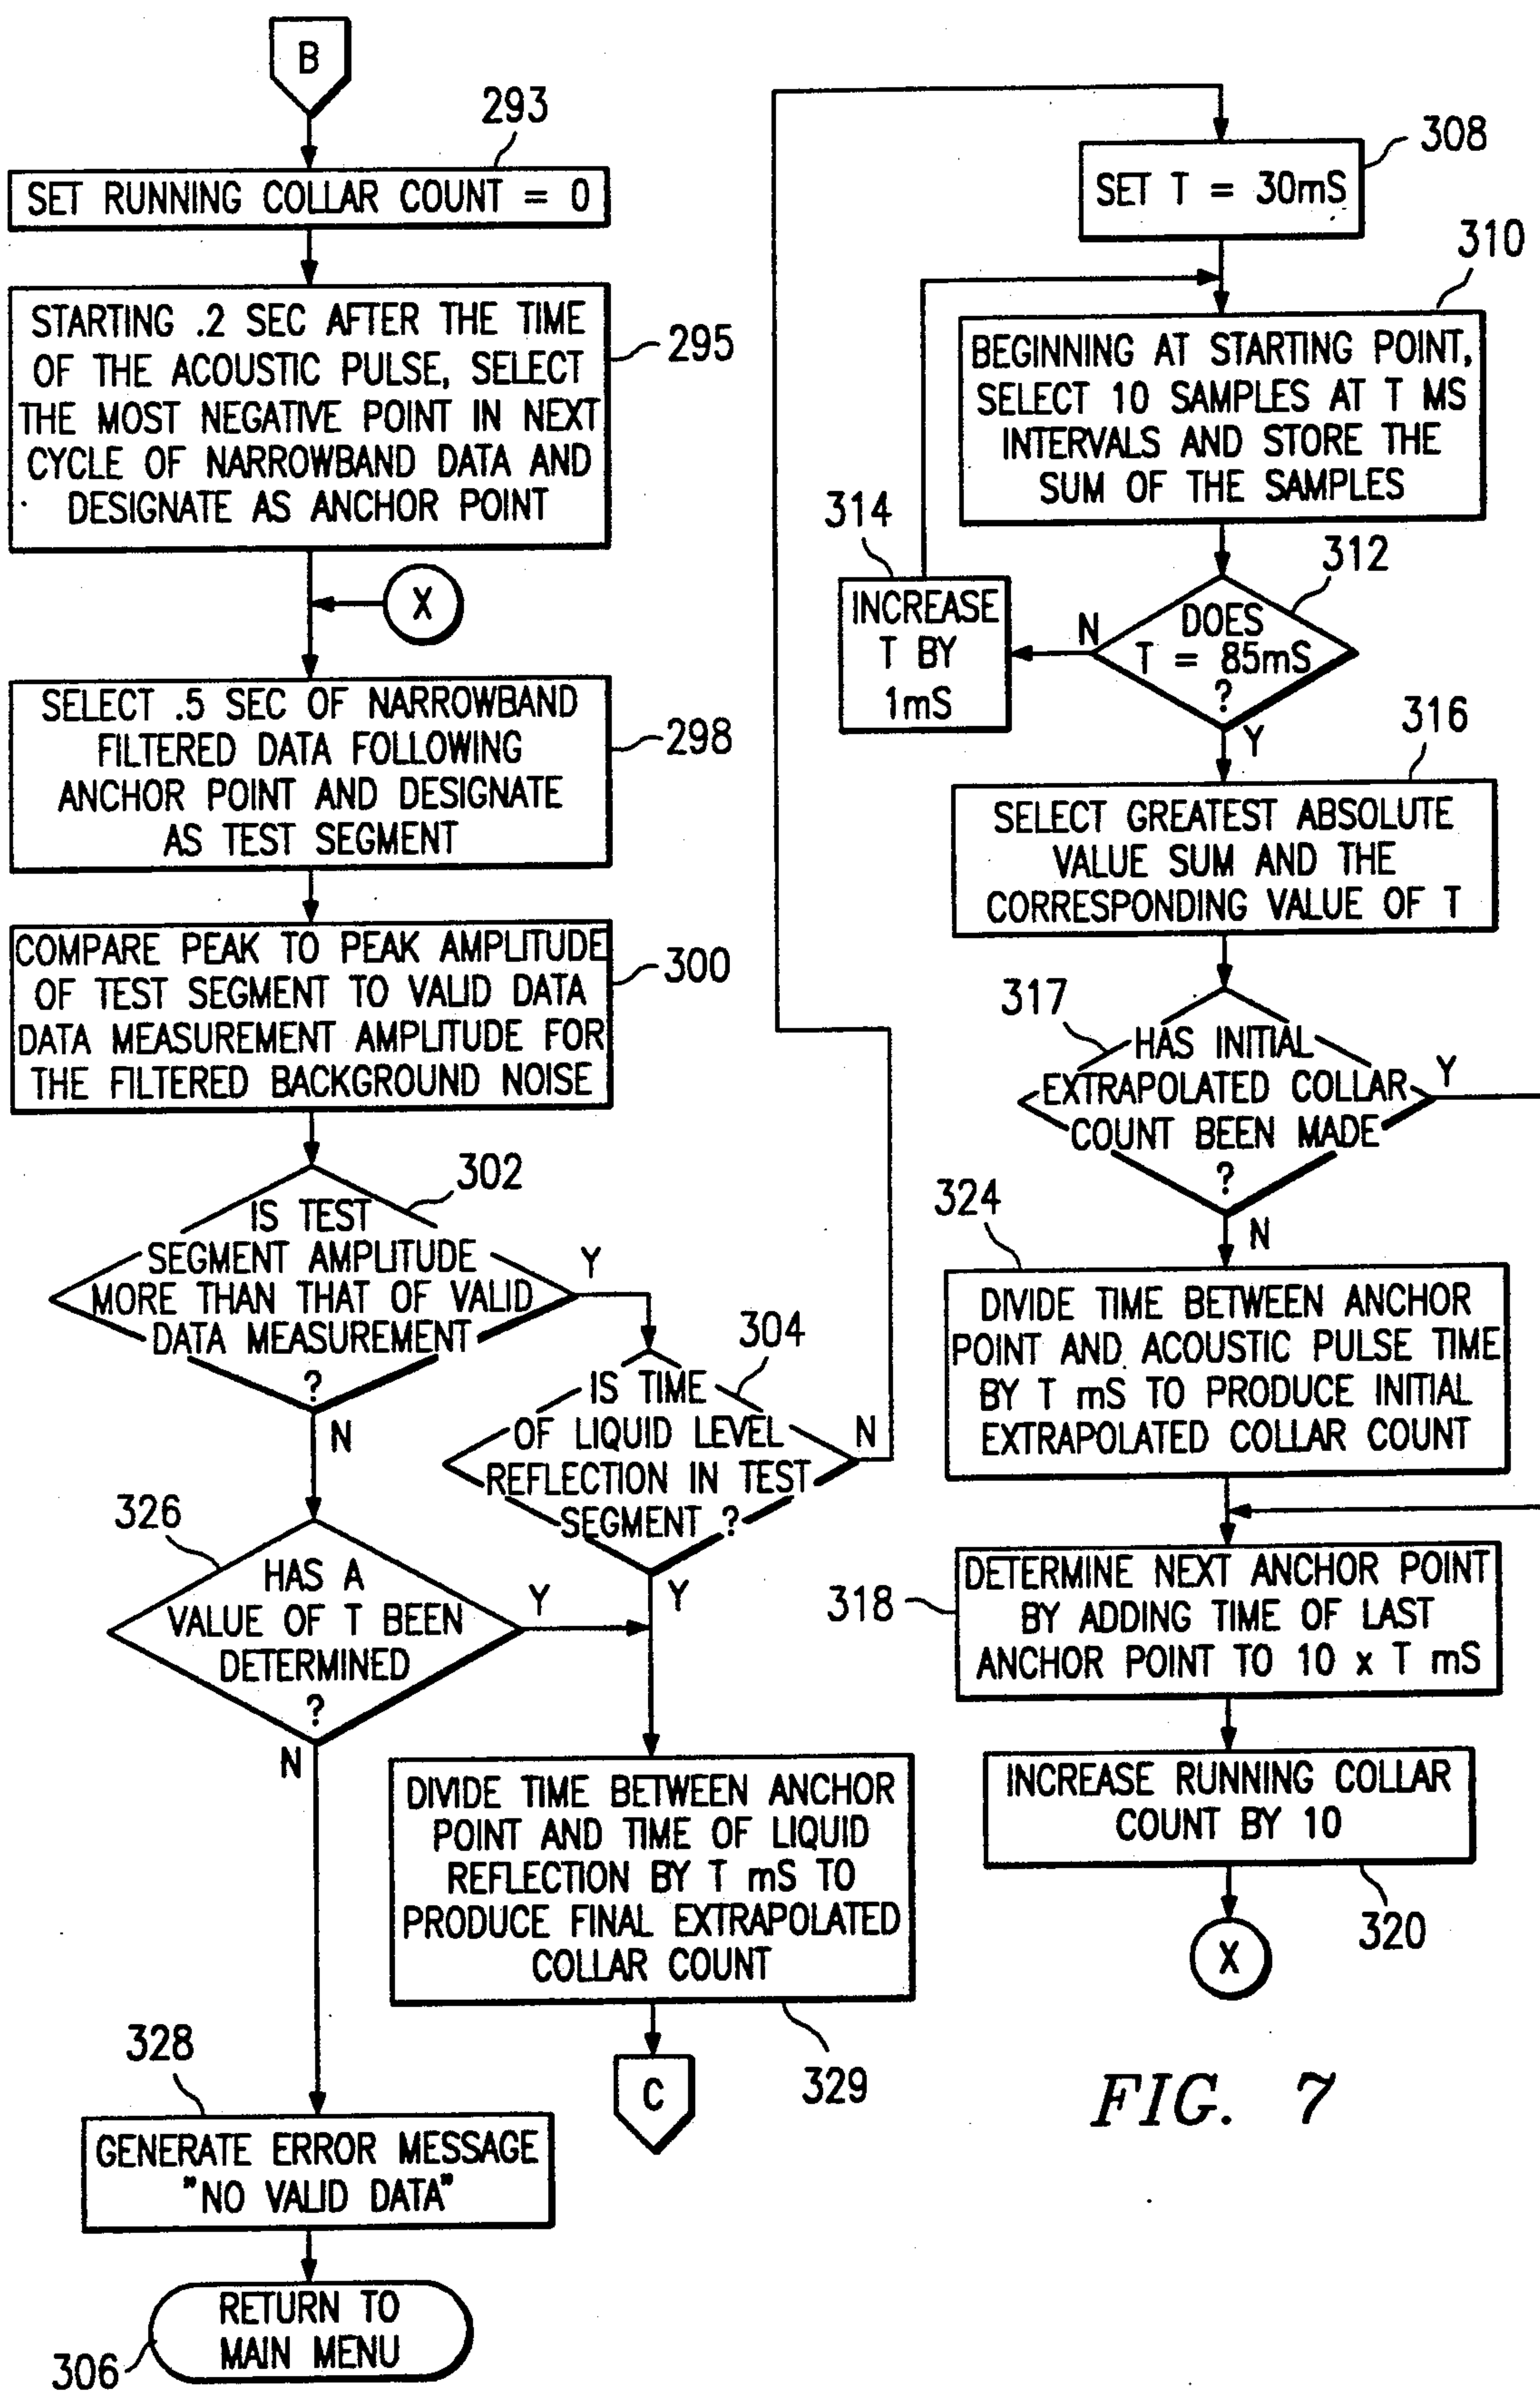 B
293
SET RUNNING COLLAR COUNT = 0
STARTING .2 SEC AFTER THE TIME
OF THE ACOUSTIC PULSE, SELECT
THE MOST NEGATIVE POINT IN NEXT
CYCLE OF NARROWBAND DATA AND
DESIGNATE AS ANCHOR POINT
295
X
SELECT .5 SEC OF NARROWBAND
FILTERED DATA FOLLOWING
ANCHOR POINT AND DESIGNATE
AS TEST SEGMENT
298
COMPARE PEAK TO PEAK AMPLITUDE
OF TEST SEGMENT TO VALID DATA
DATA MEASUREMENT AMPLITUDE FOR
THE FILTERED BACKGROUND NOISE
300
302
IS TEST
SEGMENT AMPLITUDE
MORE THAN THAT OF VALID
DATA MEASUREMENT
?
Y
N
304
IS TIME
OF LIQUID LEVEL
REFLECTION IN TEST
SEGMENT ?
N
Y
326
HAS A
VALUE OF T BEEN
DETERMINED
?
Y
N
DIVIDE TIME BETWEEN ANCHOR
POINT AND TIME OF LIQUID
REFLECTION BY T mS TO
PRODUCE FINAL EXTRAPOLATED
COLLAR COUNT
329
C
328
GENERATE ERROR MESSAGE
"NO VALID DATA"
RETURN TO
MAIN MENU
306
308
SET T = 30mS
310
BEGINNING AT STARTING POINT,
SELECT 10 SAMPLES AT T MS
INTERVALS AND STORE THE
SUM OF THE SAMPLES
314
INCREASE
T BY
1mS
312
DOES
T = 85mS
?
N
Y
316
SELECT GREATEST ABSOLUTE
VALUE SUM AND THE
CORRESPONDING VALUE OF T
317
HAS INITIAL
EXTRAPOLATED COLLAR
COUNT BEEN MADE
?
Y
N
324
DIVIDE TIME BETWEEN ANCHOR
POINT AND ACOUSTIC PULSE TIME
BY T mS TO PRODUCE INITIAL
EXTRAPOLATED COLLAR COUNT
318
DETERMINE NEXT ANCHOR POINT
BY ADDING TIME OF LAST
ANCHOR POINT TO 10 x T mS
INCREASE RUNNING COLLAR
COUNT BY 10
320
X
FIG. 7